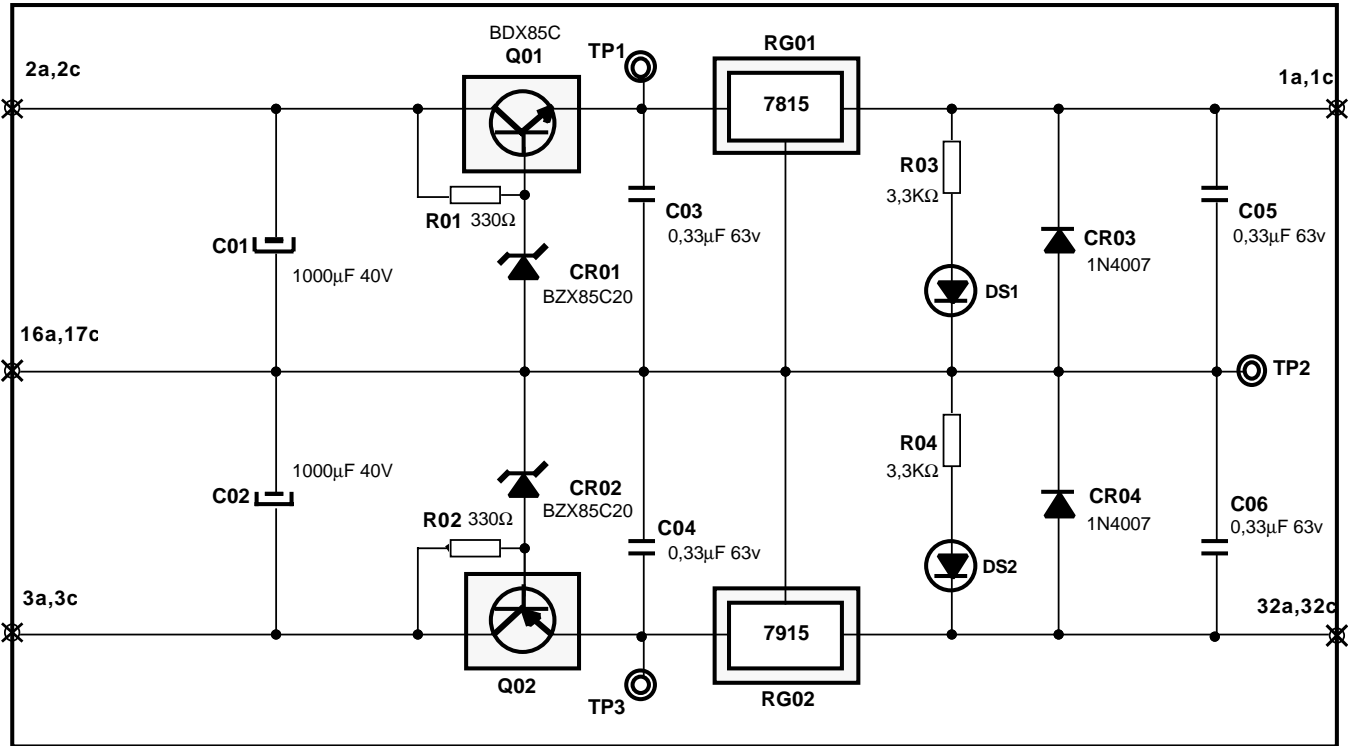 BDX85C
Q01
TP1
RG01
2a,2c
1a,1c
7815
R03
3,3KΩ
R01 330Ω
C03
0,33µF 63v
C05
0,33µF 63v
C01
1000µF 40V
CR01
BZX85C20
CR03
1N4007
DS1
16a,17c
TP2
R04
3,3KΩ
1000µF 40V
C02
CR02
BZX85C20
CR04
1N4007
C06
0,33µF 63v
R02 330Ω
C04
0,33µF 63v
DS2
3a,3c
32a,32c
7915
Q02
TP3
RG02